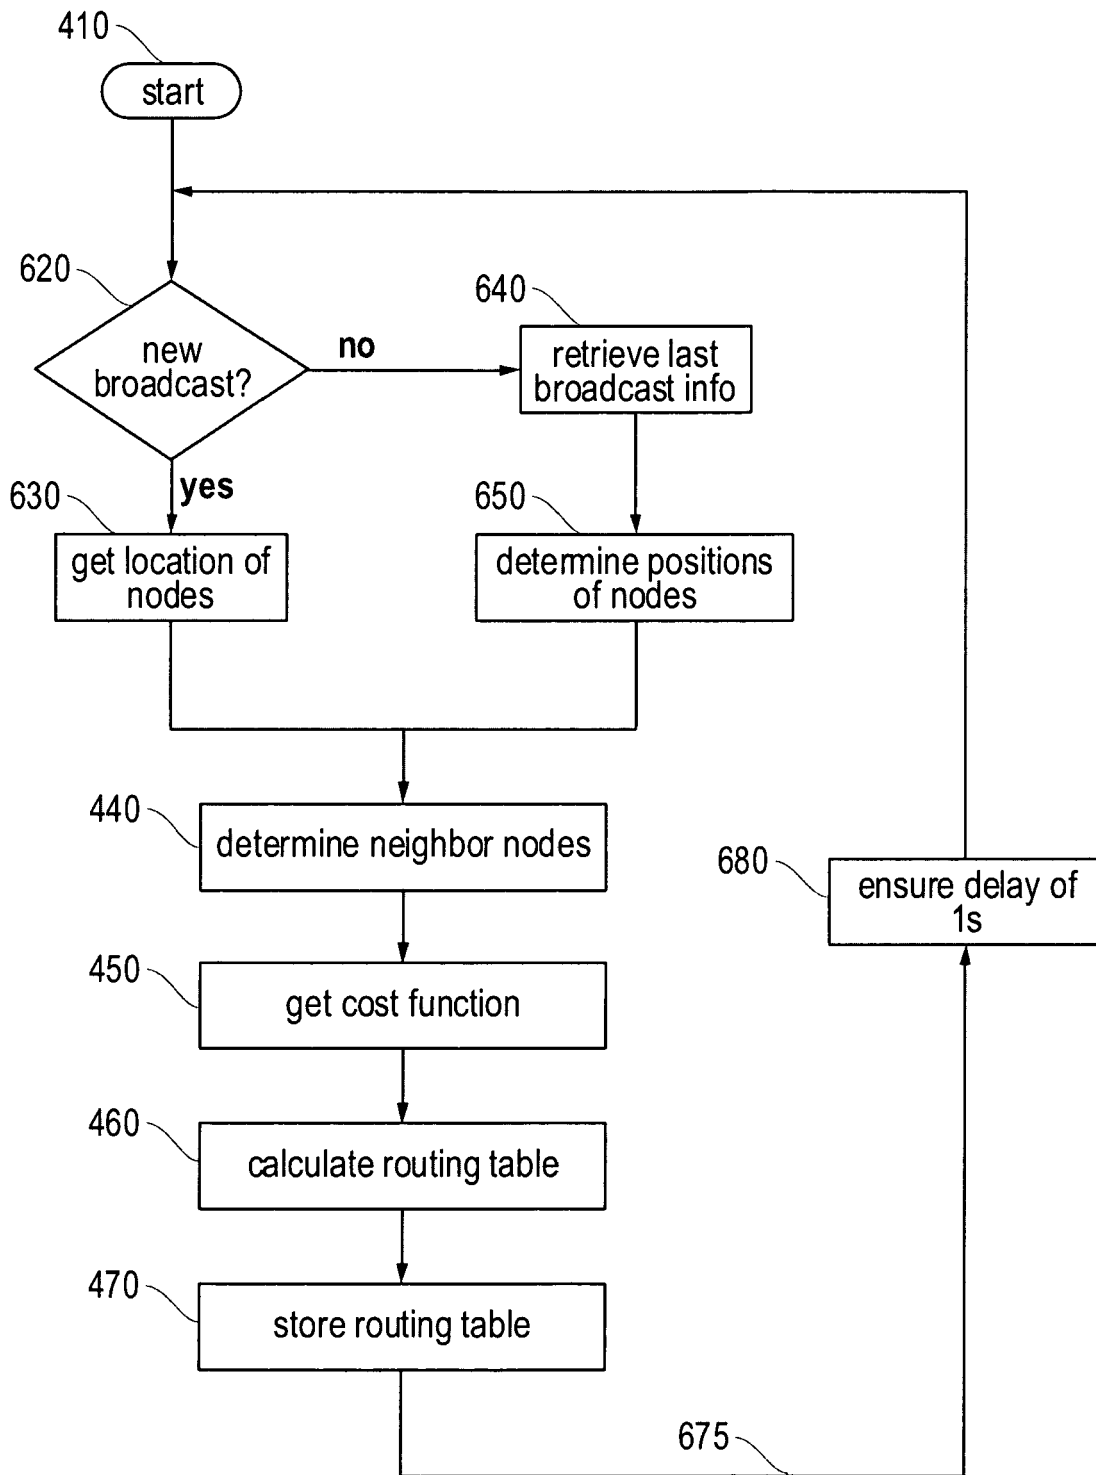 410
start
620
new
broadcast?
no
640
retrieve last
broadcast info
yes
630
get location of
nodes
650
determine positions
of nodes
440
determine neighbor nodes
680
ensure delay of
1s
450
get cost function
460
calculate routing table
470
store routing table
675